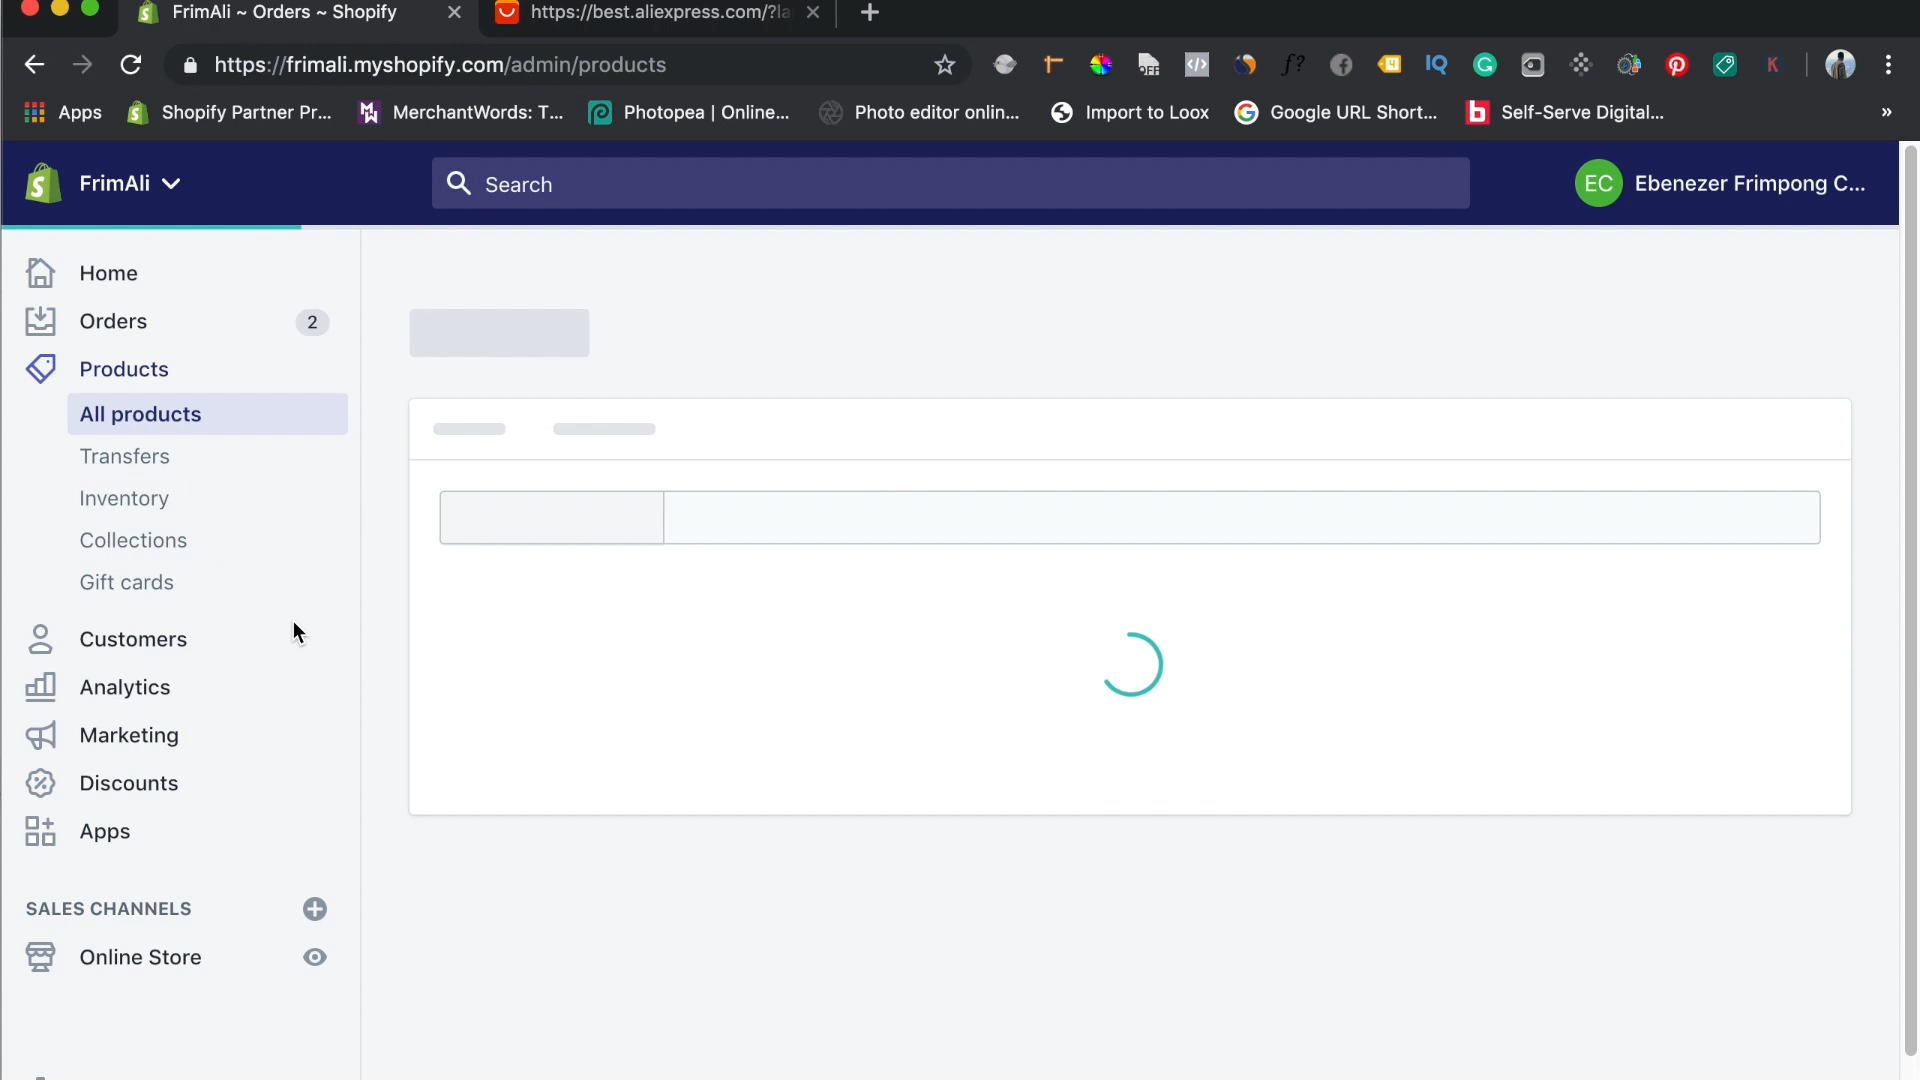 FrimAli ~ Orders ~ Shopify
https://best.aliexpress.com/?la
https://frimali.myshopify.com/admin/products
OFF
</>
f?
4
IQ
G
K
Apps
Shopify Partner Pr...
MerchantWords: T...
Photopea | Online...
Photo editor onlin...
Import to Loox
Google URL Short...
Self-Serve Digital...
»
FrimAli
Search
EC
Ebenezer Frimpong C...
Home
Orders
2
Products
All products
Transfers
Inventory
Collections
Gift cards
Customers
Analytics
Marketing
Discounts
Apps
SALES CHANNELS
Online Store